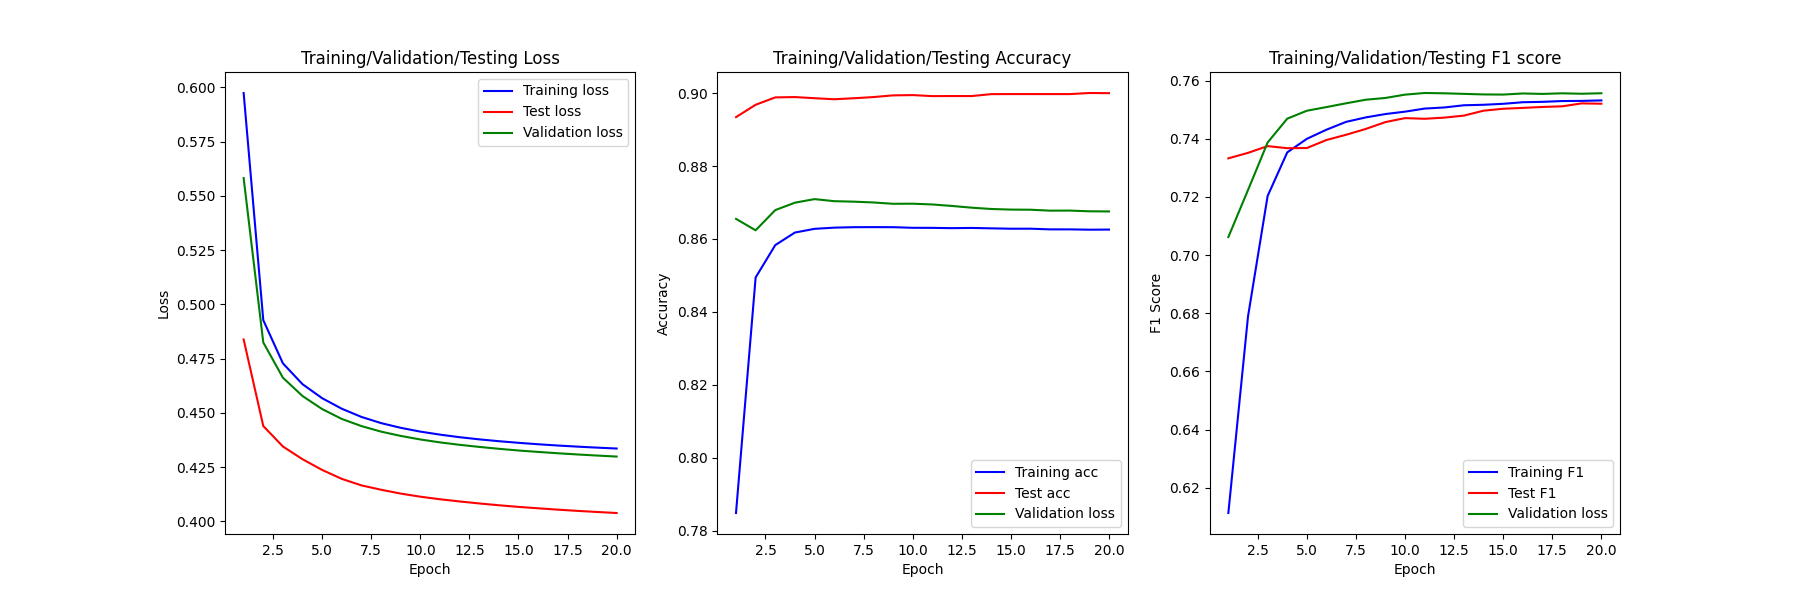 Training/Validation/Testing Loss
0.600
0.575
0.550
0.525
0.500
0.475
0.450
0.425
0.400
Loss
2.5 5.0 7.5 10.0 12.5 15.0 17.5 20.0
Epoch
Training loss
Test loss
Validation loss
Training/Validation/Testing Accuracy
0.90
0.88
0.86
0.84
0.82
0.80
0.78
Accuracy
2.5 5.0 7.5 10.0 12.5 15.0 17.5 20.0
Epoch
Training acc
Test acc
Validation loss
Training/Validation/Testing F1 score
0.76
0.74
0.72
0.70
0.68
0.66
0.64
0.62
F1 Score
2.5 5.0 7.5 10.0 12.5 15.0 17.5 20.0
Epoch
Training F1
Test F1
Validation loss